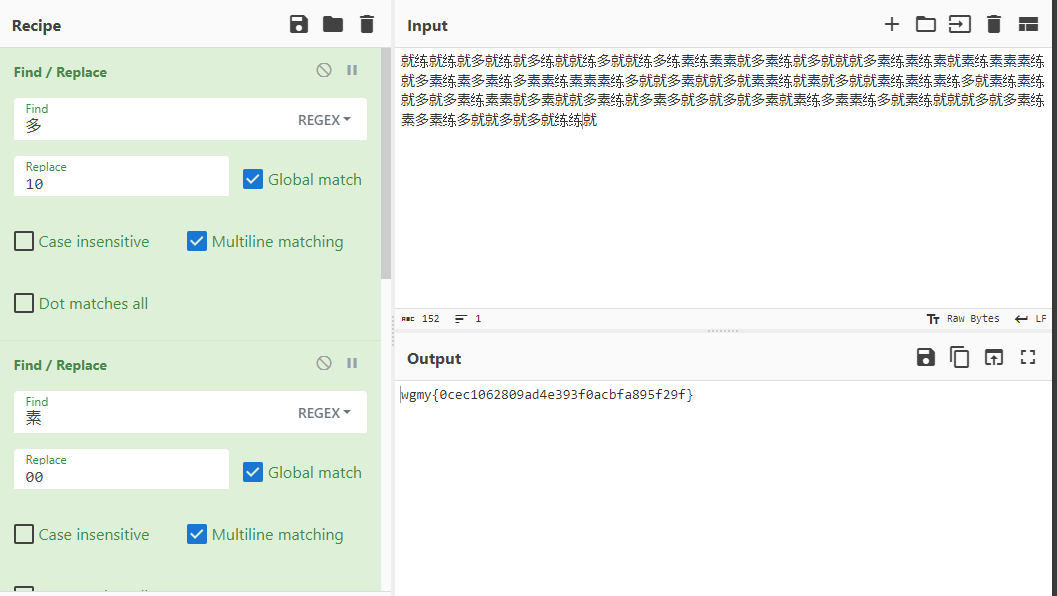 Recipe
Find / Replace
Find
多
REGEX
Replace
10
Global match
Case insensitive
Multiline matching
Dot matches all
Find / Replace
Find
素
REGEX
Replace
00
Global match
Case insensitive
Multiline matching
Input
就练就练就多就练就多练就就练多就就练多练素练素素就多素练就多就就就多素练素练素就素练素素素练
就多素练素多素练多素素练素素素练多就就多素就就多就素素练就素就多就就素练素练素练多就素练素练
就多就多素练素素就多素就就多素练就多素多就多就多就多素就素练多素素练多就素练就就就多就多素练
素多素练多就就多就多就练练就
152
1
Raw Bytes
LF
Output
wgmy{0cec1062809ad4e393f0acbfa895f29f}